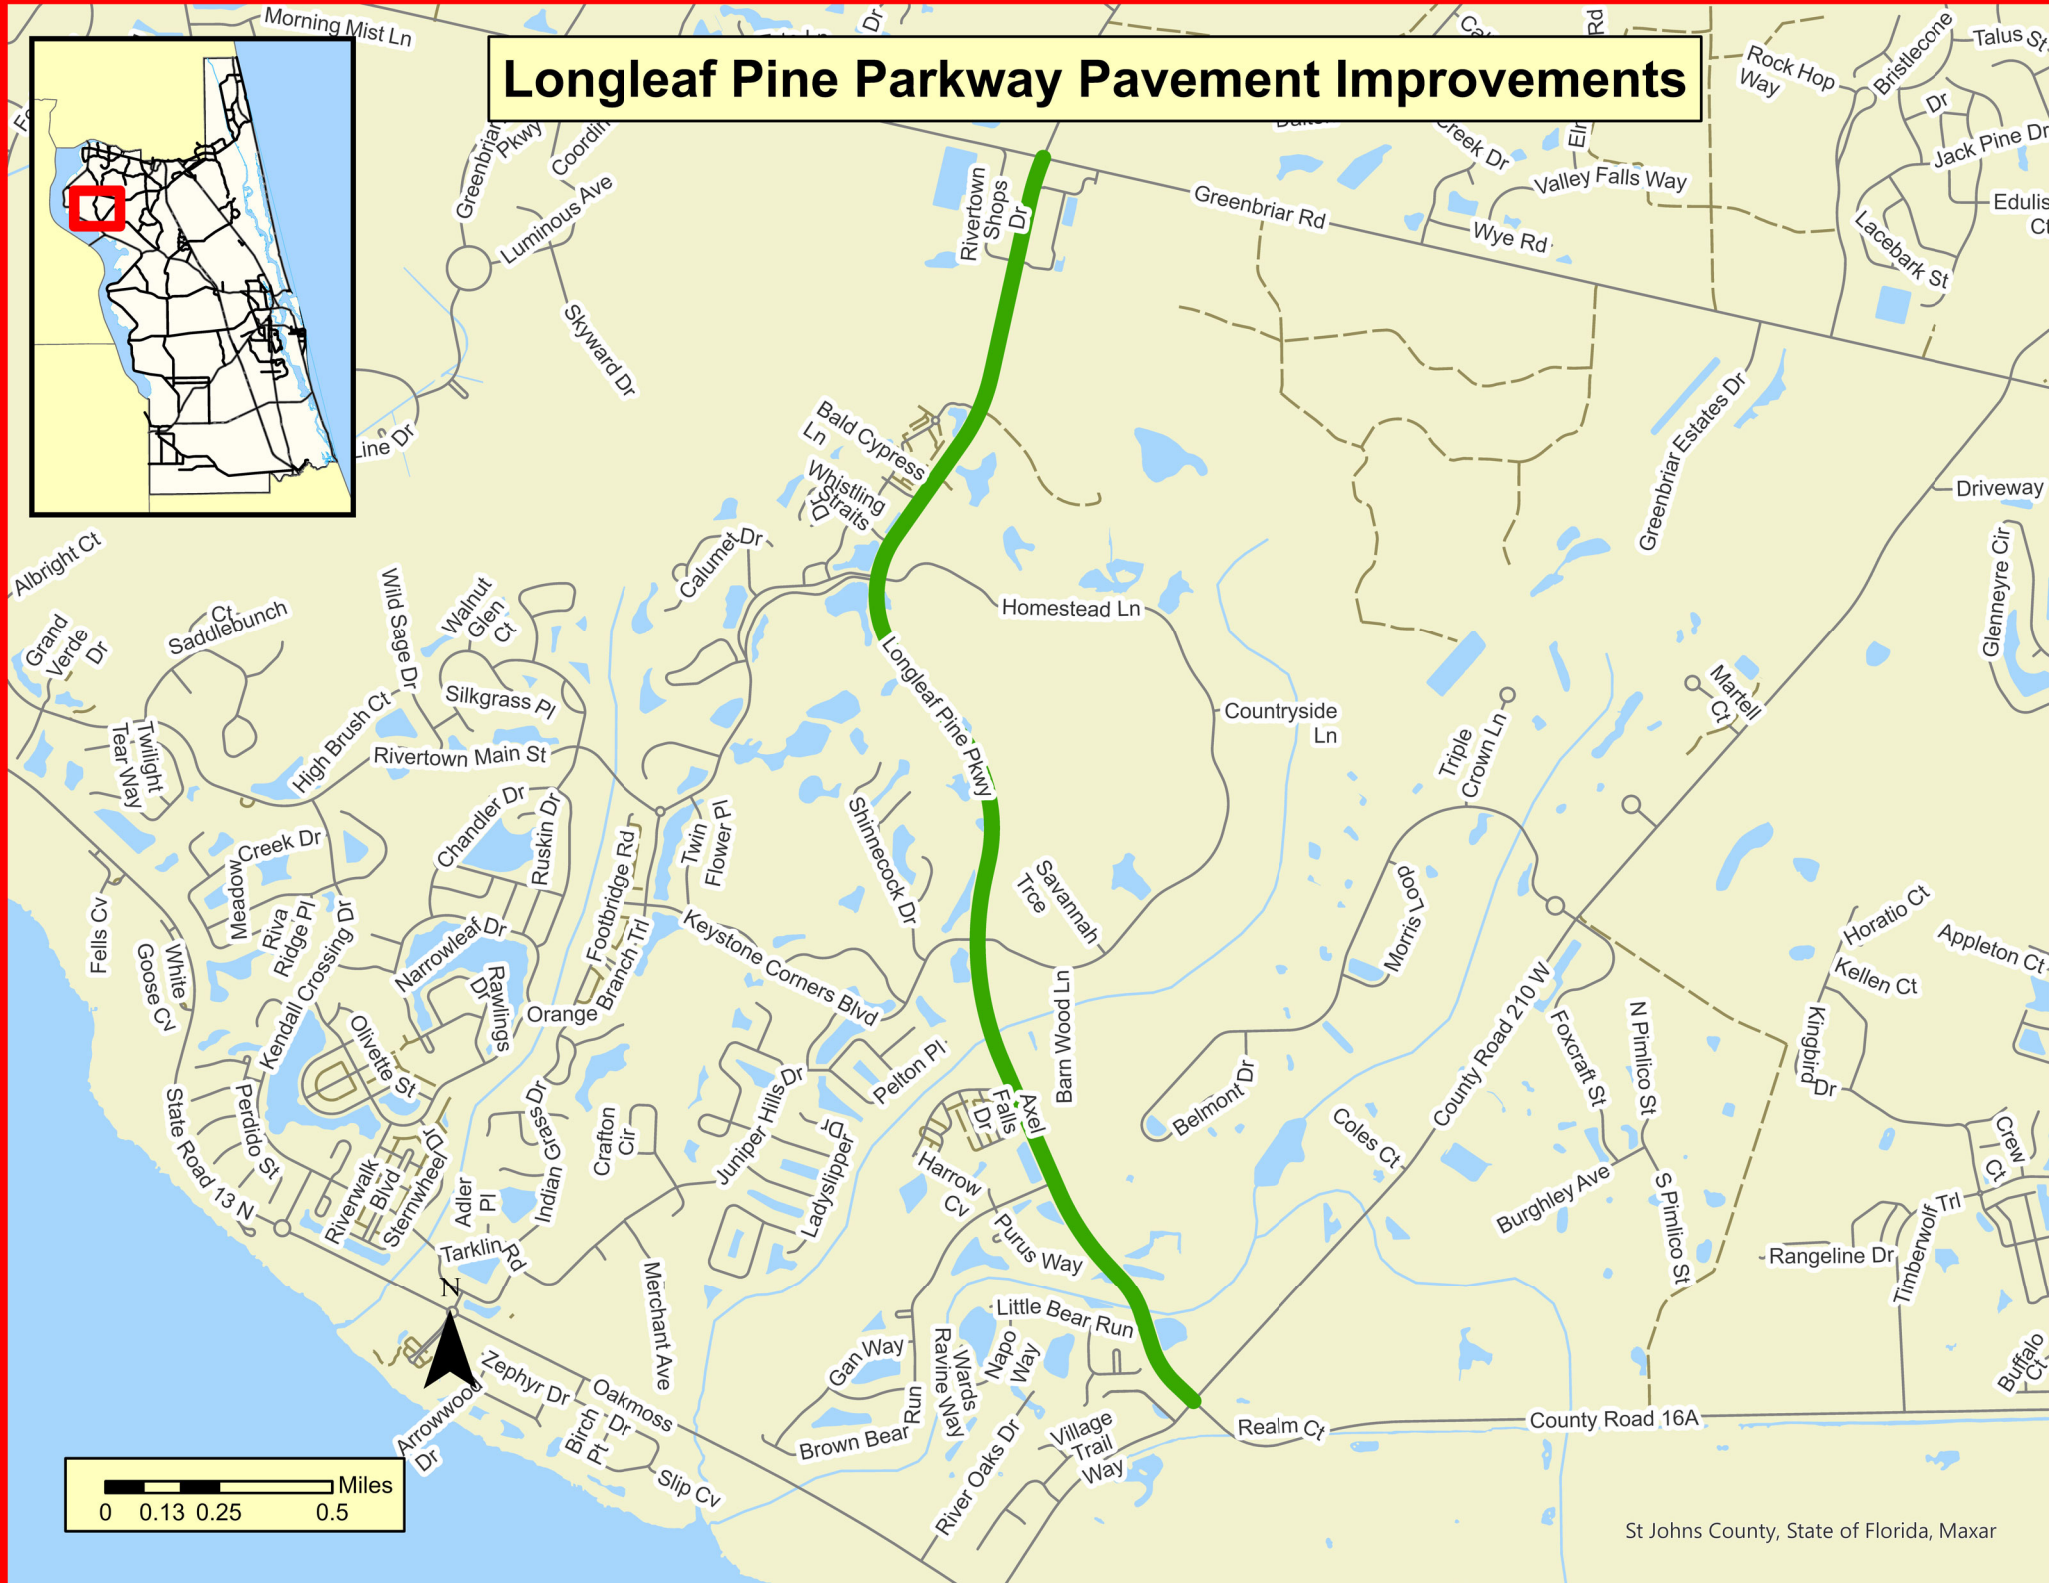 Longleaf Pine Parkway Pavement Improvements
Morning Mist Ln
Dr
Rd
Rock Hop
Way
Bristlecone
Dr
Talus St
Jack Pine Dr
Edulis
Ct
Lacebark St
Greenbriar
Pkwy
Luminous Ave
Skyward Dr
Line Dr
Rivertown
Shops
Dr
Greenbriar Rd
Creek Dr
Valley Falls Way
Wye Rd
Greenbriar Estates Dr
Driveway
Glenneyre Cir
Bald Cypress
Ln
Whistling
Straits
Dr
Calumet Dr
Homestead Ln
Countryside
Ln
Longleaf Pine Pkwy
Albright Ct
Grand
Verde
Dr
Saddlebunch
Ct
Wild Sage Dr
Walnut
Glen
Ct
Silkgrass Pl
High Brush Ct
Rivertown Main St
Twilight
Tear Way
Martell
Ct
Triple
Crown Ln
Chandler Dr
Ruskin Dr
Footbridge Rd
Twin
Flower Pl
Shinnecock Dr
Savannah
Trce
Morris Loop
Meadow
Creek Dr
Riva
Ridge Pl
Fells Cv
White
Goose Cv
Kendall Crossing Dr
Narrowleaf Dr
Rawlings
Dr
Orange
Branch Trl
Keystone Corners Blvd
Barn Wood Ln
Horatio Ct
Appleton Ct
Kellen Ct
Kingbird
Dr
County Road 210 W
Foxcraft St
N Pimlico St
Olivette St
State Road 13 N
Perdido St
Indian Grass Dr
Crafton
Cir
Juniper Hills Dr
Pelton Pl
Ladyslipper
Dr
Axel
Falls
Dr
Belmont Dr
Coles Ct
Burghley Ave
S Pimlico St
Crew
Ct
Timberwolf Trl
Rangeline Dr
Harrow
Cv
Purus Way
Riverwalk
Blvd
Sternwheel Dr
Adler
Pl
Tarklin
Rd
Merchant Ave
Little Bear Run
Napo
Way
Wards
Ravine Way
Gan Way
Brown Bear Run
Buffalo
Ct
N
Zephyr Dr
Arrowwood
Dr
Oakmoss
Dr
Birch
Pt
Slip Cv
River Oaks Dr
Village
Trail
Way
Realm Ct
County Road 16A
Miles
0 0.13 0.25 0.5
St Johns County, State of Florida, Maxar